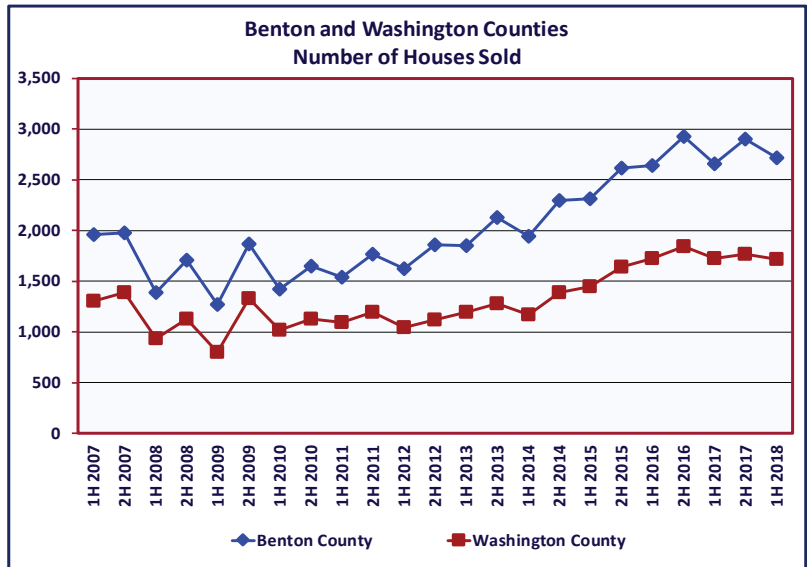 Benton and Washington Counties
Number of Houses Sold
3,500
3,000
2,500
2,000
1,500
1,000
500
0
1H 2007
2H 2007
1H 2008
2H 2008
1H 2009
2H 2009
1H 2010
2H 2010
1H 2011
2H 2011
1H 2012
2H 2012
1H 2013
2H 2013
1H 2014
2H 2014
1H 2015
2H 2015
1H 2016
2H 2016
1H 2017
2H 2017
1H 2018
Benton County
Washington County